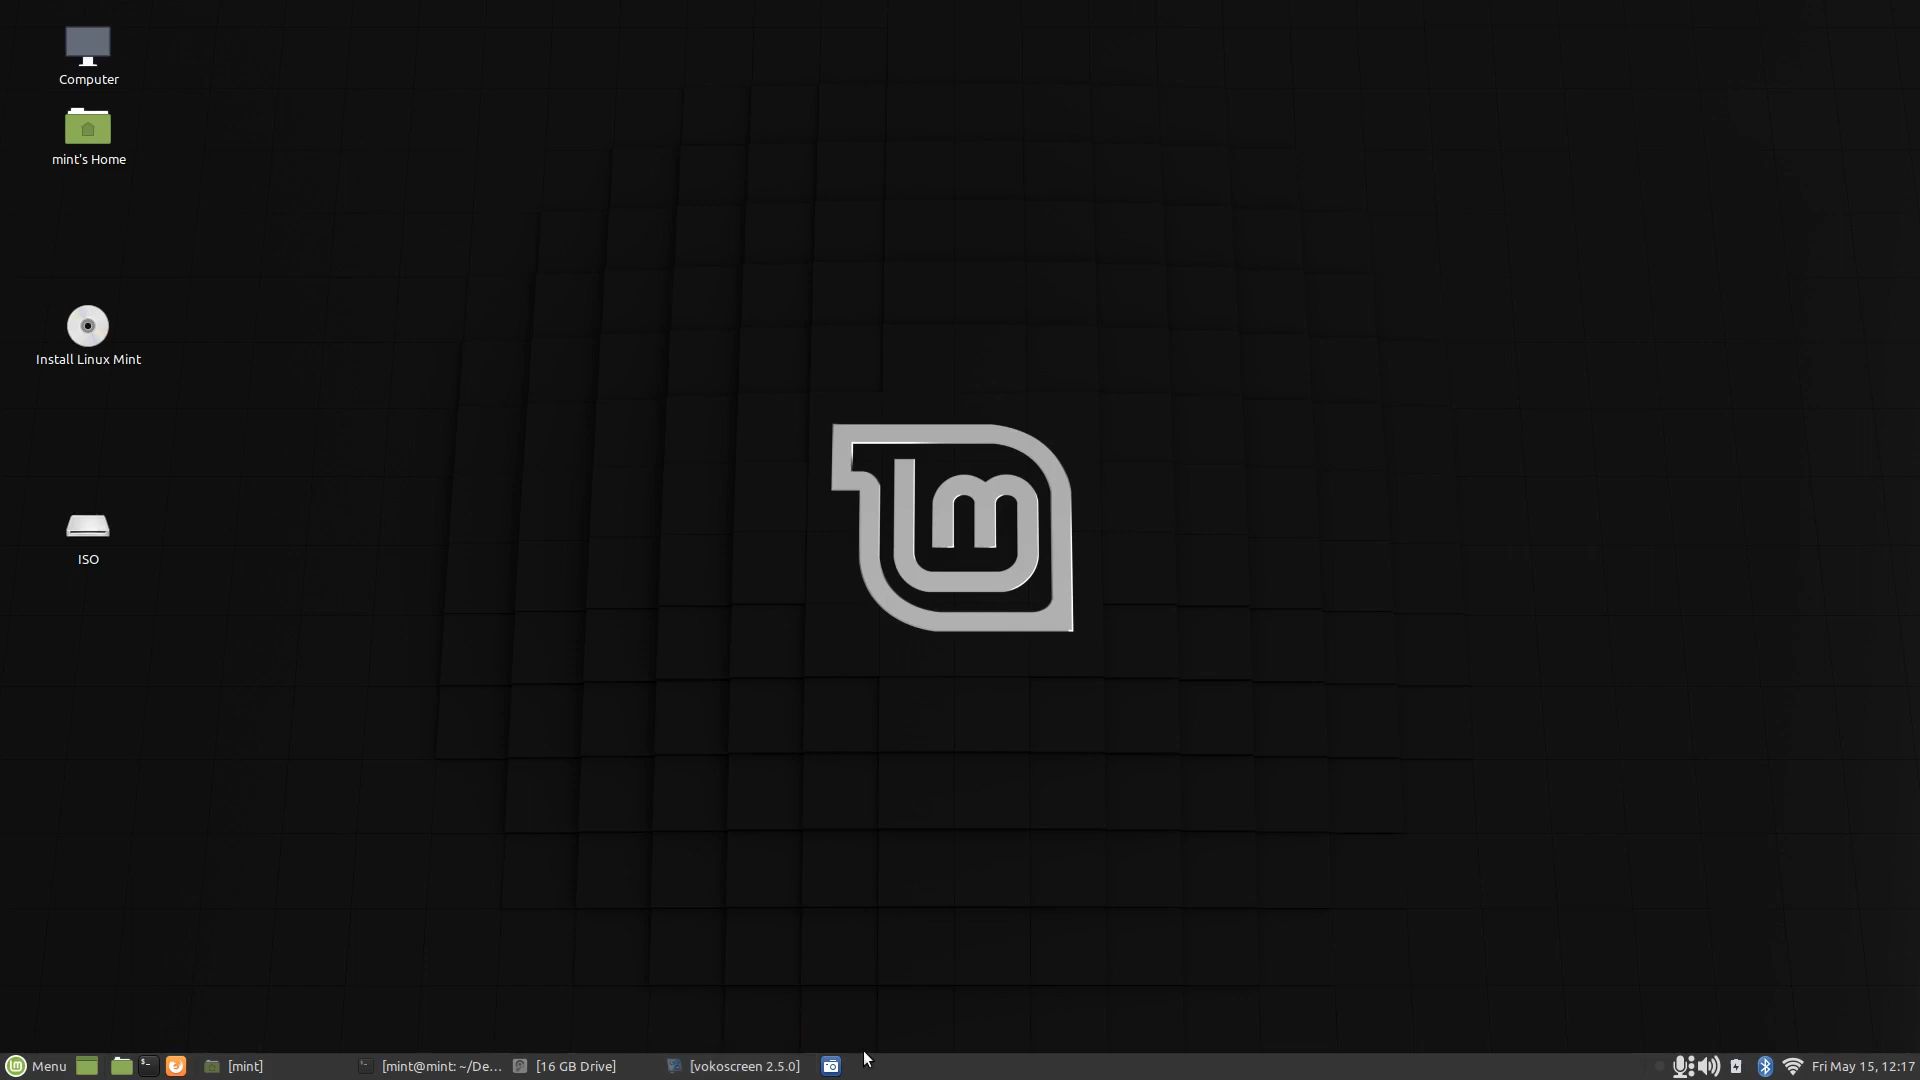 Computer
mint's Home
Install Linux Mint
ISO
Menu
[mint]
[mint@mint: ~/De...
[16 GB Drive]
[vokoscreen 2.5.0]
Fri May 15, 12:17